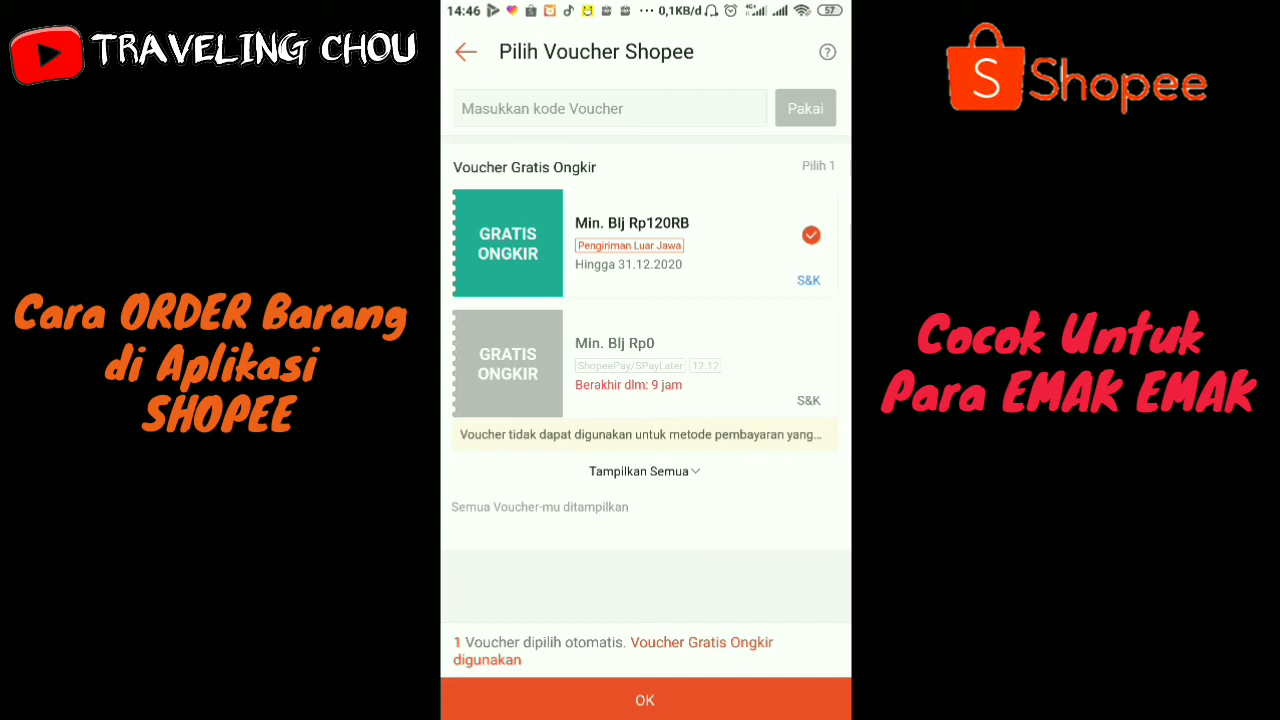 TRAVELING CHOU
Cara ORDER Barang
di Aplikasi
SHOPEE
14:46
0,1KB/d
4G
57
Pilih Voucher Shopee
?
Masukkan kode Voucher
Pakai
Voucher Gratis Ongkir
Pilih 1
GRATIS
ONGKIR
Min. Blj Rp120RB
Pengiriman Luar Jawa
Hingga 31.12.2020
S&K
GRATIS
ONGKIR
Min. Blj Rp0
ShopeePay/SPayLater 12.12
Berakhir dlm: 9 jam
S&K
Voucher tidak dapat digunakan untuk metode pembayaran yang...
Tampilkan Semua
Semua Voucher-mu ditampilkan
1 Voucher dipilih otomatis. Voucher Gratis Ongkir
digunakan
OK
S Shopee
Cocok Untuk
Para EMAK EMAK